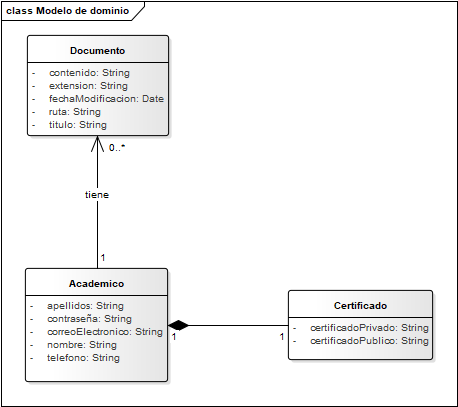 class Modelo de dominio
Documento
- contenido: String
- extension: String
- fechaModificacion: Date
- ruta: String
- titulo: String
0..*
tiene
1
Academico
- apellidos: String
- contraseña: String
- correoElectronico: String
- nombre: String
- telefono: String
1
1
Certificado
- certificadoPrivado: String
- certificadoPublico: String